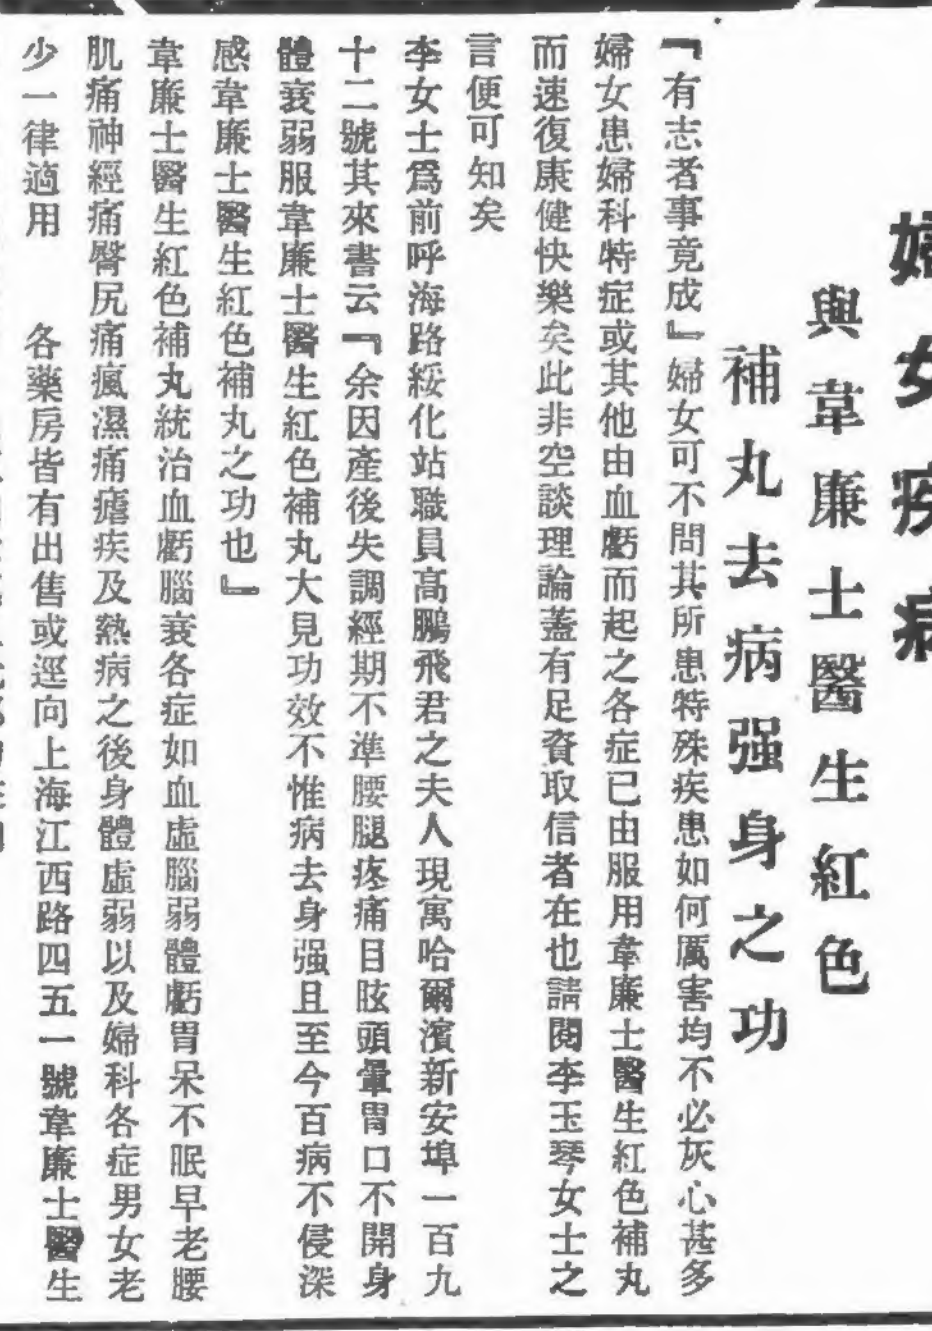 婦女疾病
與韋廉士醫生紅色
補丸去病强身之功
『有志者事竟成』婦女可不問其所患特殊疾患如何厲害均不必灰心甚多
婦女患婦科特症或其他由血虧而起之各症已由服用韋廉士醫生紅色補丸
而速復康健快樂矣此非空談理論蓋有足資取信者在也請閱李玉琴女士之
言便可知矣
李女士爲前呼海路綏化站職員高鵬飛君之夫人現寓哈爾濱新安埠一百九
十二號其來書云『余因產後失調經期不準腰腿疼痛目眩頭暈胃口不開身
體衰弱服韋廉士醫生紅色補丸大見功效不惟病去身强且至今百病不侵深
感韋廉士醫生紅色補丸之功也』
韋廉士醫生紅色補丸統治血虧腦衰各症如血虛腦弱體虧胃呆不眠早老腰
肌痛神經痛臀尻痛瘋濕痛瘧疾及熱病之後身體虛弱以及婦科各症男女老
少一律適用　各藥房皆有出售或逕向上海江西路四五一號韋廉士醫生